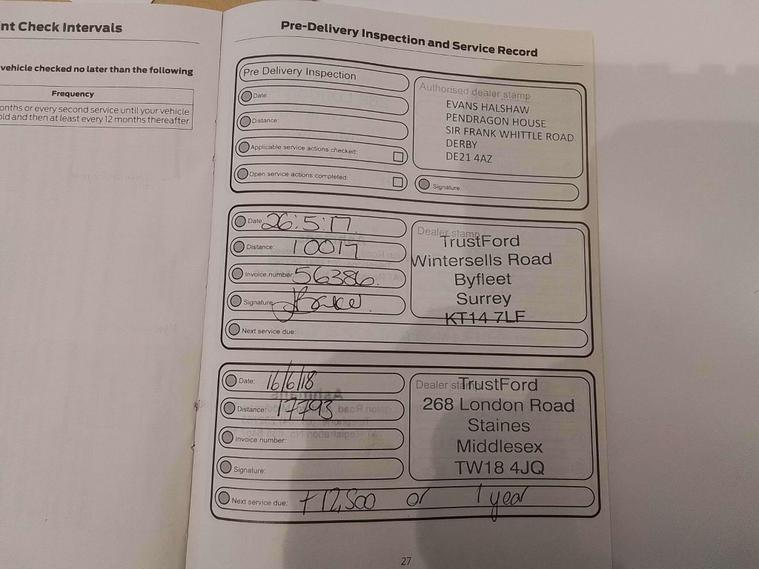 nt Check Intervals
vehicle checked no later than the following
Frequency
onths or every second service until your vehicle
old and then at least every 12 months thereafter
Pre-Delivery Inspection and Service Record
Pre Delivery Inspection
Date:
Distance:
Applicable service actions checked:
Open service actions completed:
Authorised dealer stamp
EVANS HALSHAW
PENDRAGON HOUSE
SIR FRANK WHITTLE ROAD
DERBY
DE21 4AZ
Signature:
Date: 26:5:17
Distance: 10017
Invoice number: 56386
Signature:
Next service due:
Dealer stamp
TrustFord
Wintersells Road
Byfleet
Surrey
KT14 7LF
Date: 16/6/18
Distance: 17793
Invoice number:
Signature:
Next service due: +12,500 or 1 year
Dealer stamp
TrustFord
268 London Road
Staines
Middlesex
TW18 4JQ
27